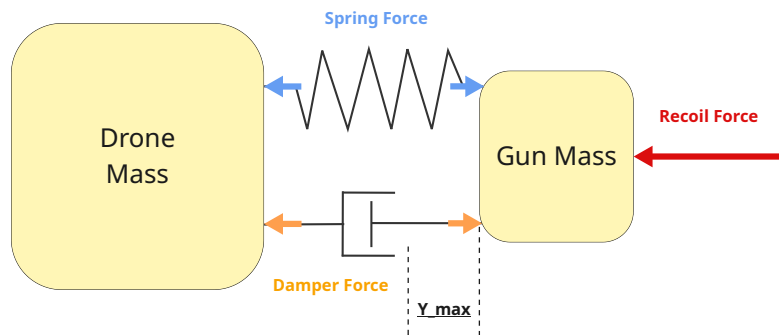 Spring Force
Drone
Mass
Gun Mass
Recoil Force
Damper Force
Y_max